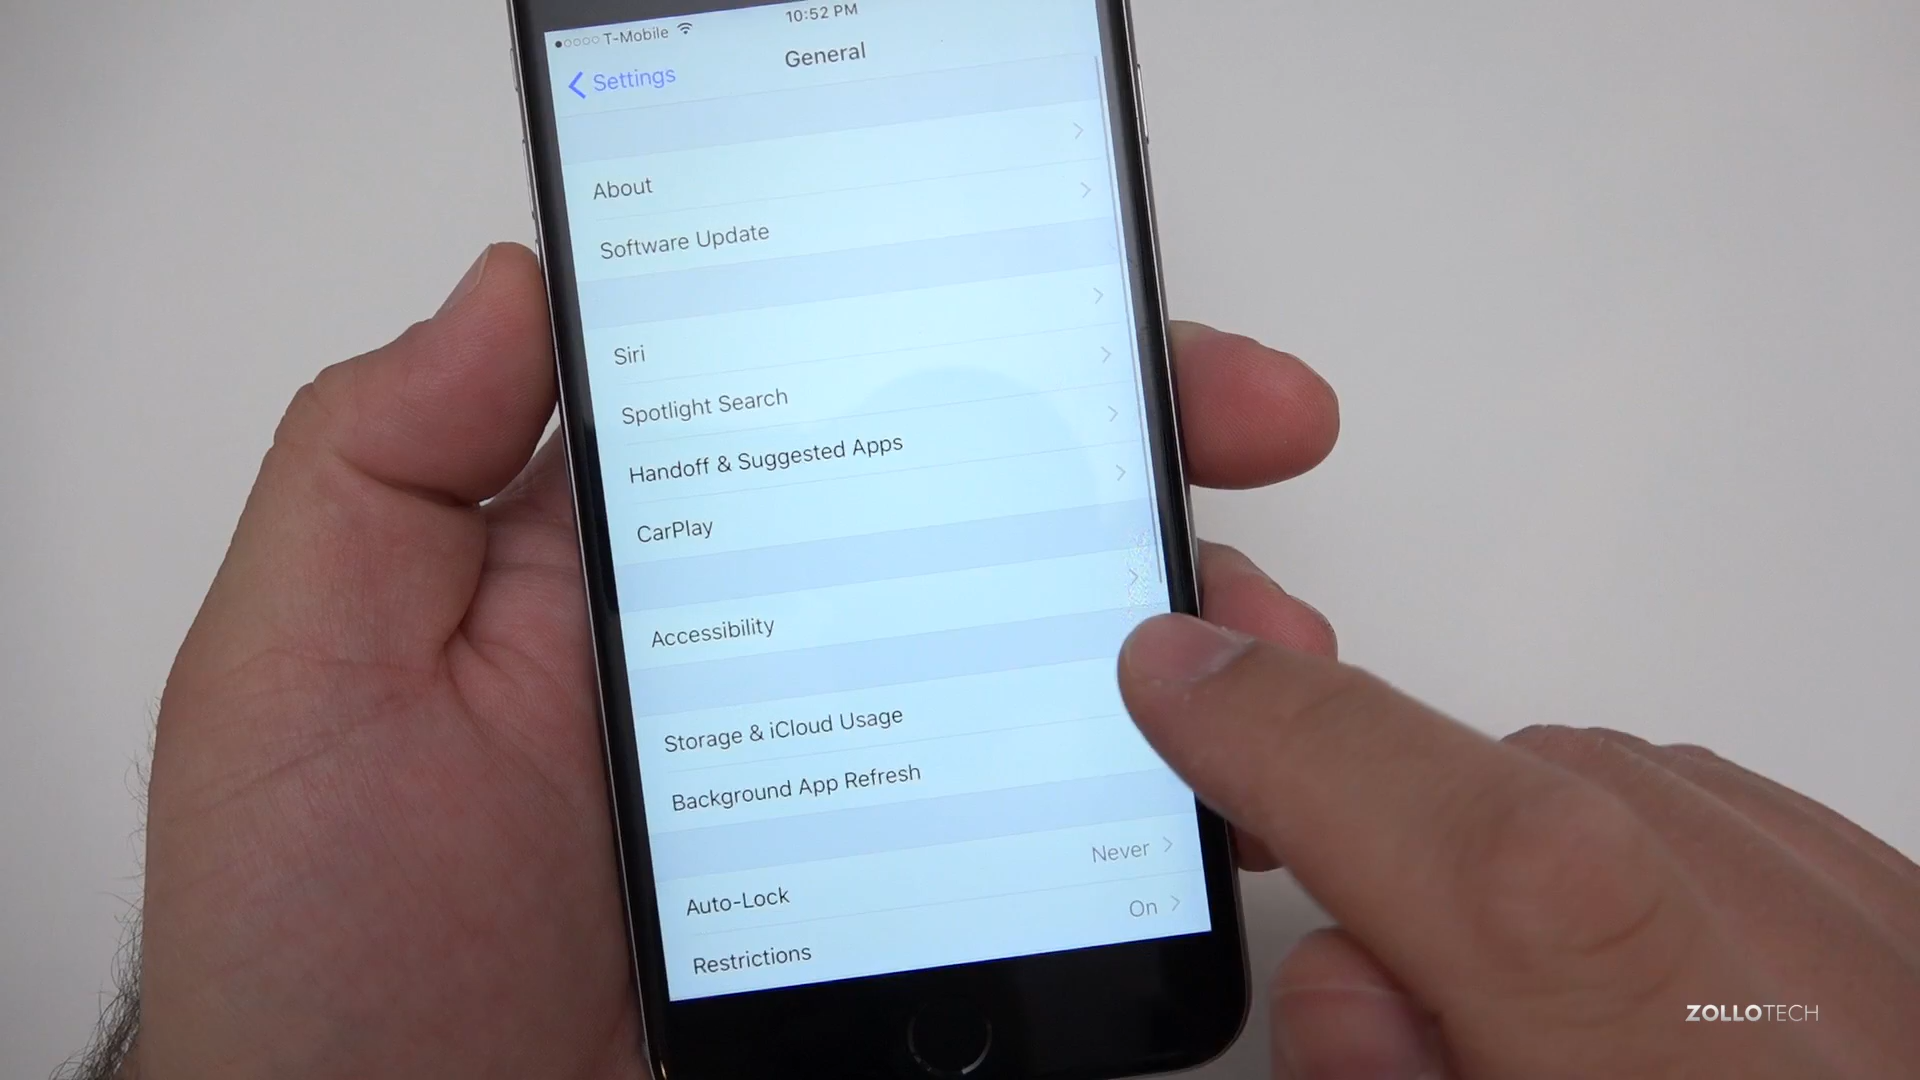 T-Mobile 10:52 PM
Settings General
About
Software Update
Siri
Spotlight Search
Handoff & Suggested Apps
CarPlay
Accessibility
Storage & iCloud Usage
Background App Refresh
Auto-Lock Never
Restrictions On
ZOLLOTECH